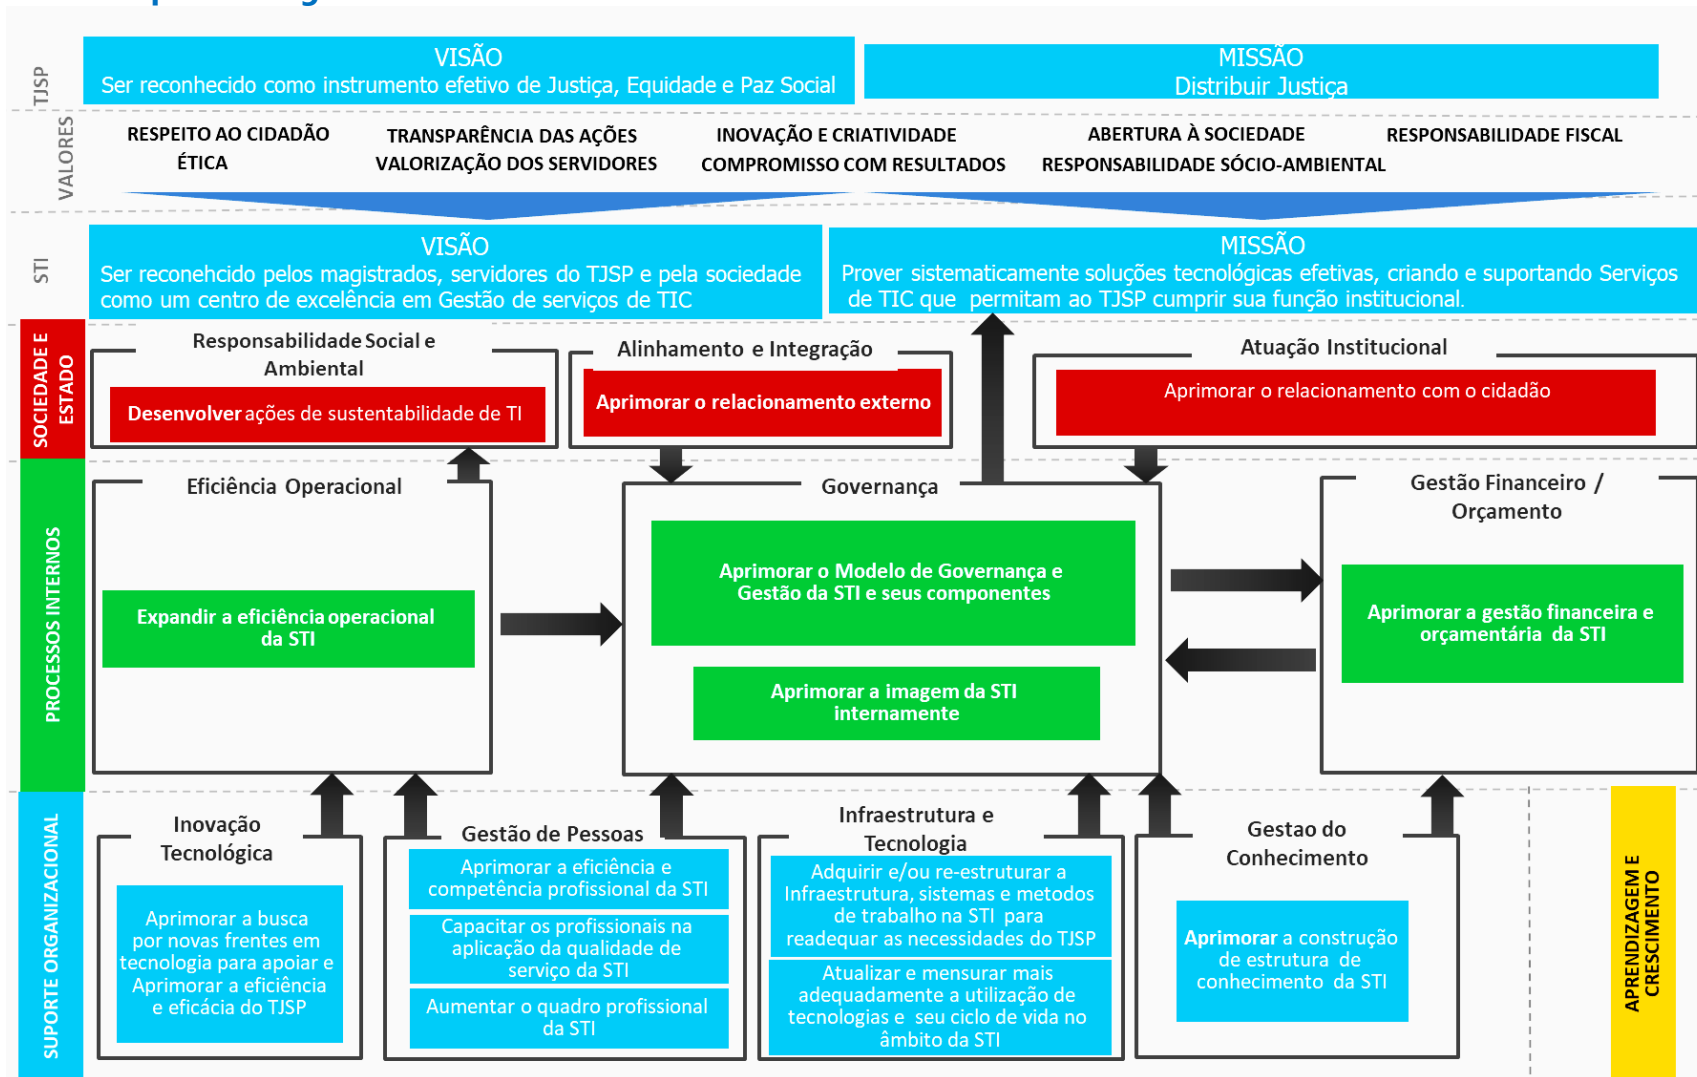 TJSP
VISÃO
Ser reconhecido como instrumento efetivo de Justiça, Equidade e Paz Social
MISSÃO
Distribuir Justiça
VALORES
RESPEITO AO CIDADÃO
ÉTICA
TRANSPARÊNCIA DAS AÇÕES
VALORIZAÇÃO DOS SERVIDORES
INOVAÇÃO E CRIATIVIDADE
COMPROMISSO COM RESULTADOS
ABERTURA À SOCIEDADE
RESPONSABILIDADE SÓCIO-AMBIENTAL
RESPONSABILIDADE FISCAL
STI
VISÃO
Ser reconehcido pelos magistrados, servidores do TJSP e pela sociedade
como um centro de excelência em Gestão de serviços de TIC
MISSÃO
Prover sistematicamente soluções tecnológicas efetivas, criando e suportando Serviços
de TIC que permitam ao TJSP cumprir sua função institucional.
SOCIEDADE E
ESTADO
Responsabilidade Social e
Ambiental
Desenvolver ações de sustentabilidade de TI
Alinhamento e Integração
Aprimorar o relacionamento externo
Atuação Institucional
Aprimorar o relacionamento com o cidadão
PROCESSOS INTERNOS
Eficiência Operacional
Expandir a eficiência operacional
da STI
Governança
Aprimorar o Modelo de Governança e
Gestão da STI e seus componentes
Aprimorar a imagem da STI
internamente
Gestão Financeiro /
Orçamento
Aprimorar a gestão financeira e
orçamentária da STI
SUPORTE ORGANIZACIONAL
Inovação
Tecnológica
Aprimorar a busca
por novas frentes em
tecnologia para apoiar e
Aprimorar a eficiência
e eficácia do TJSP
Gestão de Pessoas
Aprimorar a eficiência e
competência profissional da STI
Capacitar os profissionais na
aplicação da qualidade de
serviço da STI
Aumentar o quadro profissional
da STI
Infraestrutura e
Tecnologia
Adquirir e/ou re-estruturar a
Infraestrutura, sistemas e metodos
de trabalho na STI para
readequar as necessidades do TJSP
Atualizar e mensurar mais
adequadamente a utilização de
tecnologias e seu ciclo de vida no
âmbito da STI
Gestao do
Conhecimento
Aprimorar a construção
de estrutura de
conhecimento da STI
APRENDIZAGEM E
CRESCIMENTO